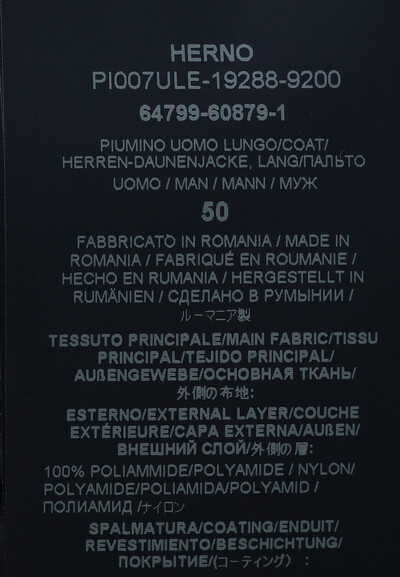 HERNO
PI007ULE-19288-9200
64799-60879-1
PIUMINO UOMO LUNGO/COAT/
HERREN-DAUNENJACKE, LANG/ПАЛЬТО
UOMO / MAN / MANN / МУЖ
50
FABBRICATO IN ROMANIA / MADE IN
ROMANIA / FABRIQUÉ EN ROUMANIE /
HECHO EN RUMANIA / HERGESTELLT IN
RUMÄNIEN / СДЕЛАНО В РУМЫНИИ /
ルーマニア製
TESSUTO PRINCIPALE/MAIN FABRIC/TISSU
PRINCIPAL/TEJIDO PRINCIPAL/
AUßENGEWEBE/ОСНОВНАЯ ТКАНЬ/
外側の布地:
ESTERNO/EXTERNAL LAYER/COUCHE
EXTÉRIEURE/CAPA EXTERNA/AUßEN/
ВНЕШНИЙ СЛОЙ/外側の層:
100% POLIAMMIDE/POLYAMIDE / NYLON/
POLYAMIDE/POLIAMIDA/POLYAMID /
ПОЛИАМИД /ナイロン
SPALMATURA/COATING/ENDUIT/
REVESTIMIENTO/BESCHICHTUNG/
ПОКРЫТИЕ/(コーティング) :